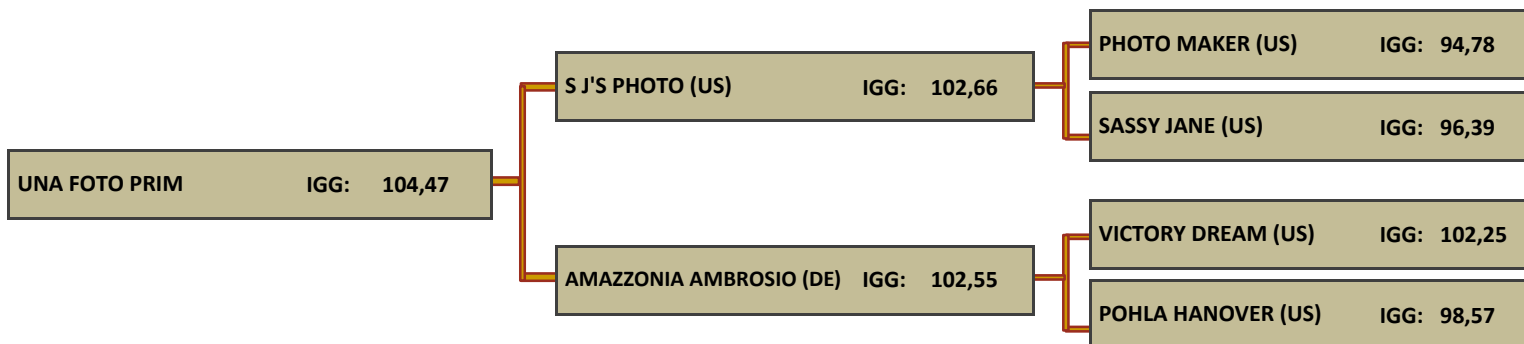 PHOTO MAKER (US) IGG: 94,78
S J'S PHOTO (US) IGG: 102,66
SASSY JANE (US) IGG: 96,39
UNA FOTO PRIM IGG: 104,47
VICTORY DREAM (US) IGG: 102,25
AMAZZONIA AMBROSIO (DE) IGG: 102,55
POHLA HANOVER (US) IGG: 98,57